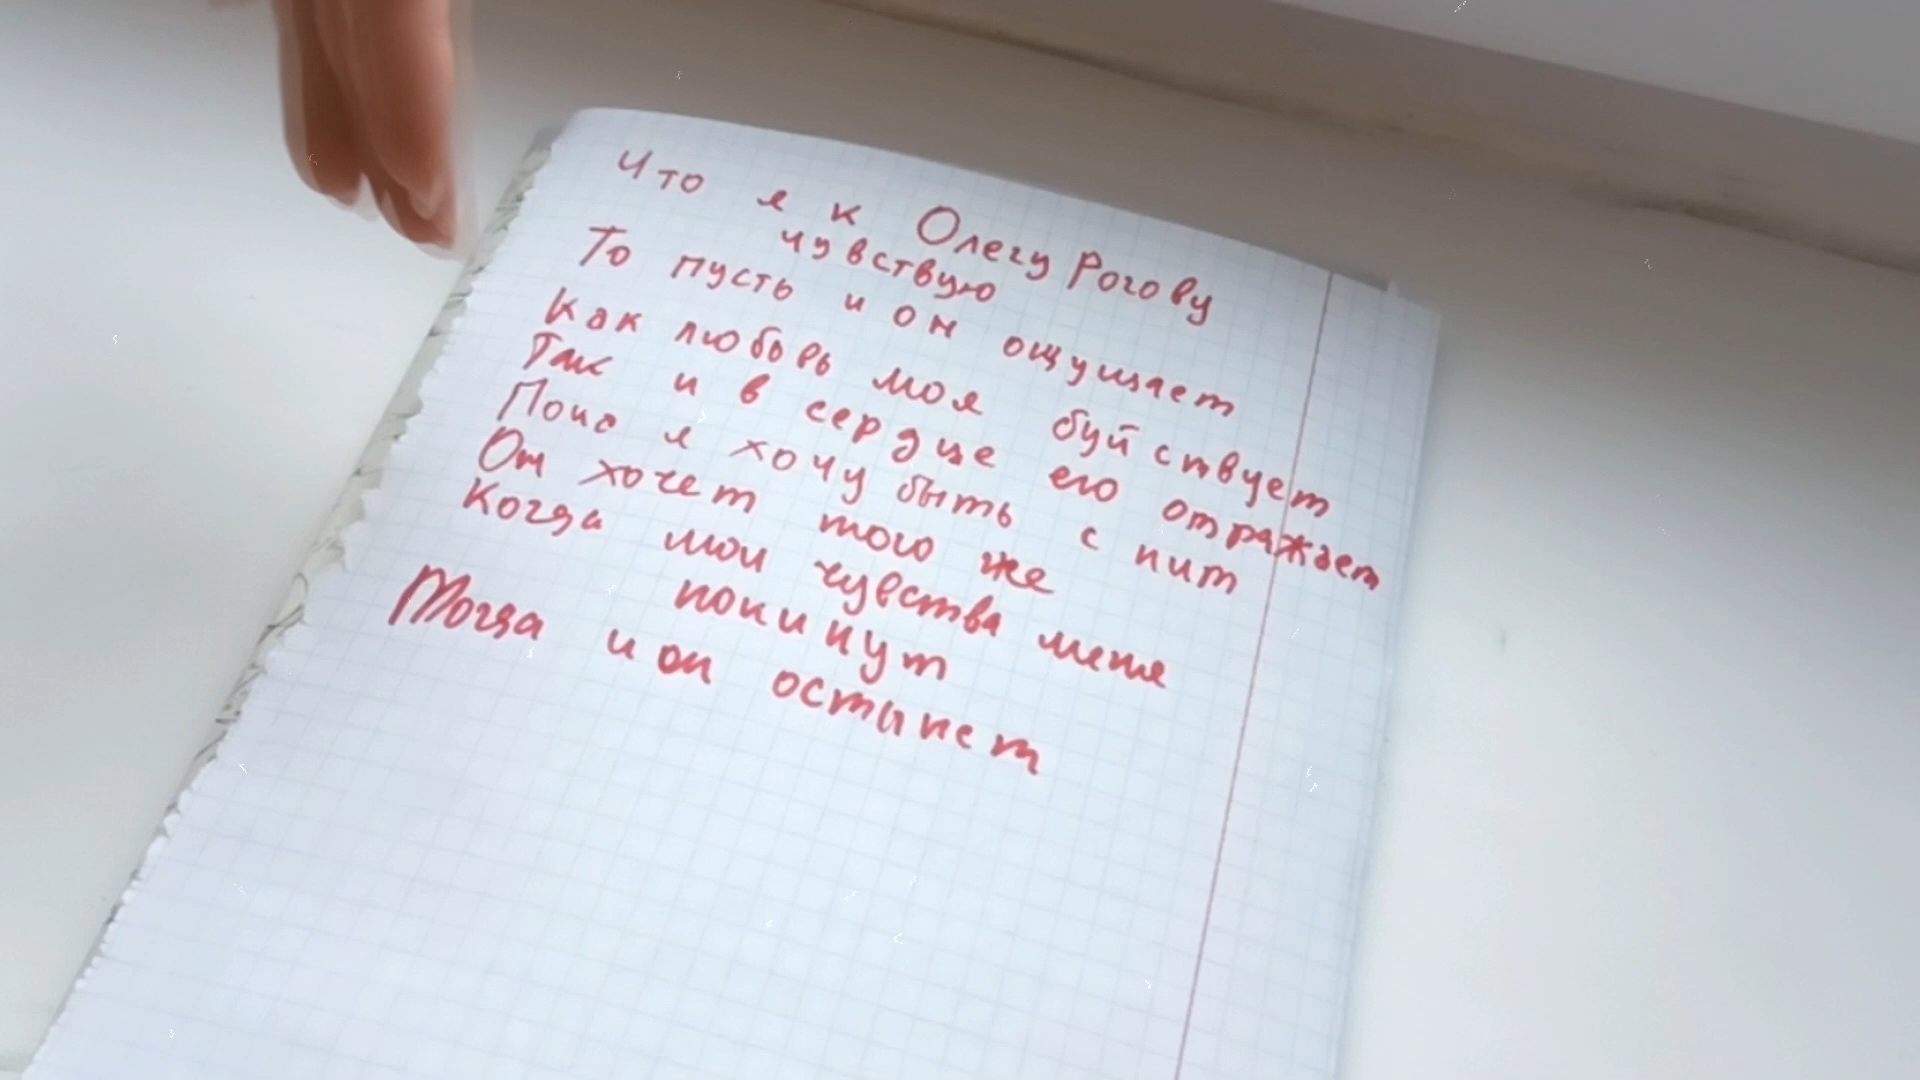 Что я к Олегу Рогову
чувствую
То пусть и он ощущает
Как любовь моя буйствует
Так и в сердце его отражает
Пока я хочу быть с ним
Он хочет того же
Когда мои чувства меня
покинут
Тогда и он остынет